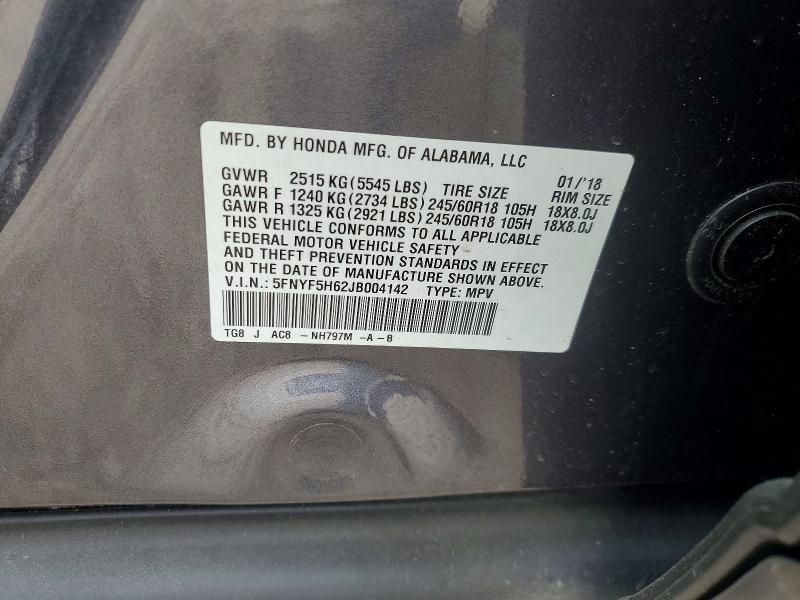 MFD. BY HONDA MFG. OF ALABAMA, LLC
GVWR 2515 KG (5545 LBS) TIRE SIZE 01/'18 RIM SIZE
GAWR F 1240 KG (2734 LBS) 245/60R18 105H 18X8.0J
GAWR R 1325 KG (2921 LBS) 245/60R18 105H 18X8.0J
THIS VEHICLE CONFORMS TO ALL APPLICABLE
FEDERAL MOTOR VEHICLE SAFETY
AND THEFT PREVENTION STANDARDS IN EFFECT
ON THE DATE OF MANUFACTURE SHOWN ABOVE.
V.I.N.: 5FNYF5H62JB004142 TYPE: MPV
TG8 J AC8 - NH797M - A - B